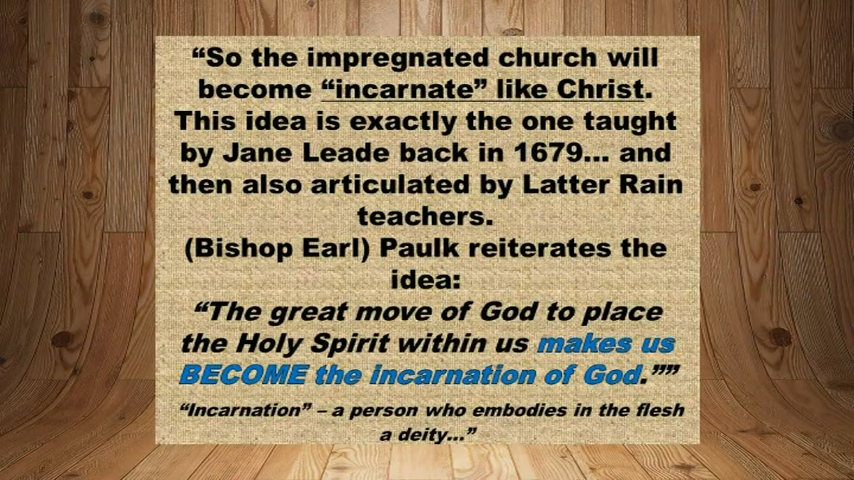 “So the impregnated church will
become “incarnate” like Christ.
This idea is exactly the one taught
by Jane Leade back in 1679... and
then also articulated by Latter Rain
teachers.
(Bishop Earl) Paulk reiterates the
idea:
“The great move of God to place
the Holy Spirit within us makes us
BECOME the incarnation of God.””
“Incarnation” – a person who embodies in the flesh
a deity...”